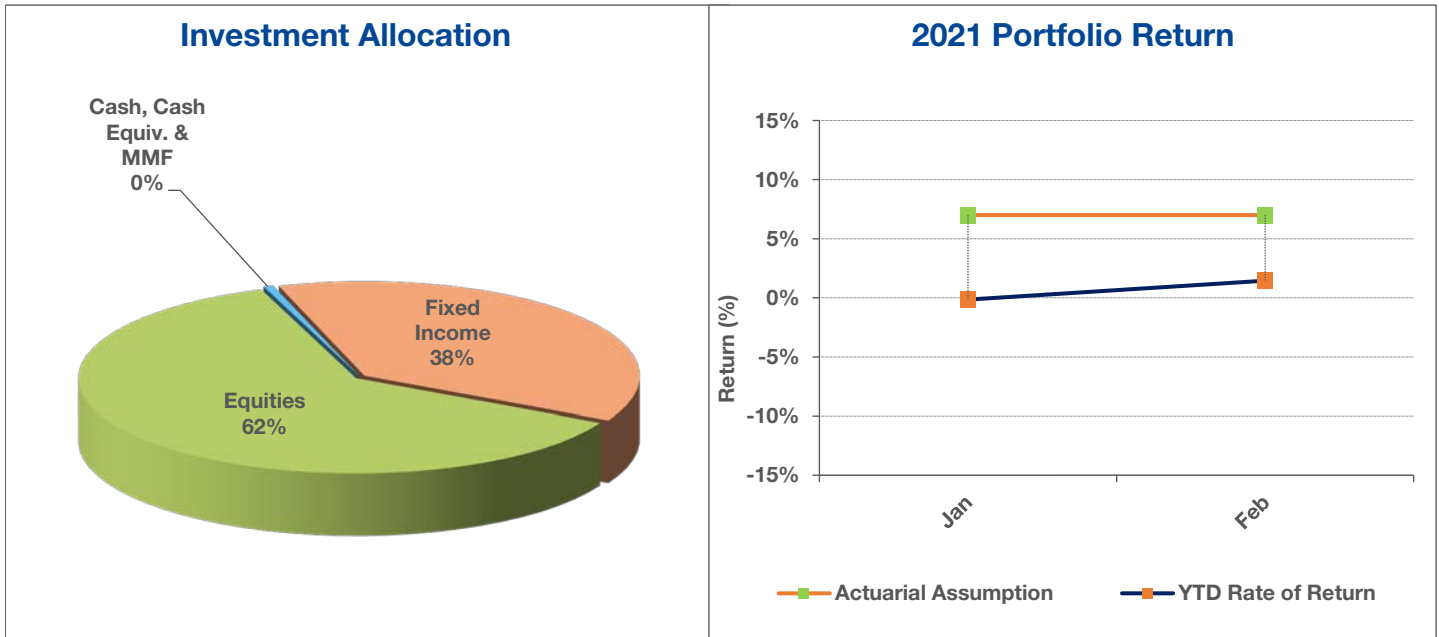 Investment Allocation
Cash, Cash
Equiv. &
MMF
0%
Fixed
Income
38%
Equities
62%
2021 Portfolio Return
15%
10%
5%
0%
-5%
-10%
-15%
Return (%)
Jan
Feb
Actuarial Assumption
YTD Rate of Return